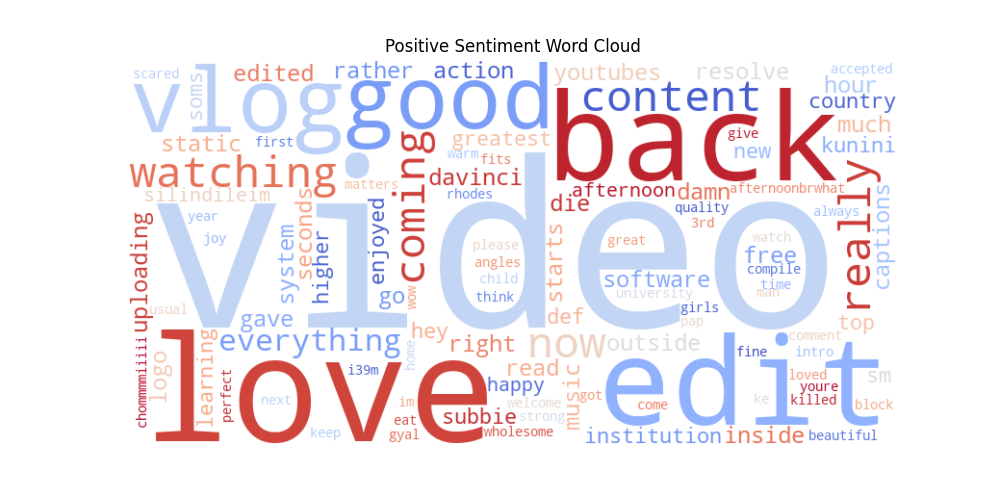 Positive Sentiment Word Cloud
scared
soms
edited
rather
action
youtubes
resolve
accepted
vlog
good
content
back
hour
country
static
first
greatest
give
much
new
kunini
watching
warm
fits
matters
davinci
coming
afternoon
damn
afternoonbrwhat
die
rhodes
really
silindileim
seconds
enjoyed
quality
3rd
always
captions
year
joy
video
system
higher
please
angles
child
think
great
starts
watch
free
compile
time
software
university
man
uploading
usual
go
wow
gave
def
girls
pap
top
everything
hey
right
now
outside
comment
home
chommmmiiiii
logo
learning
perfect
love
i39m
happy
read
music
edit
fine
intro
sm
next
im
welcome
got
come
ke
loved
youre
killed
block
keep
eat
gyal
subbie
strong
wholesome
institution
inside
beautiful